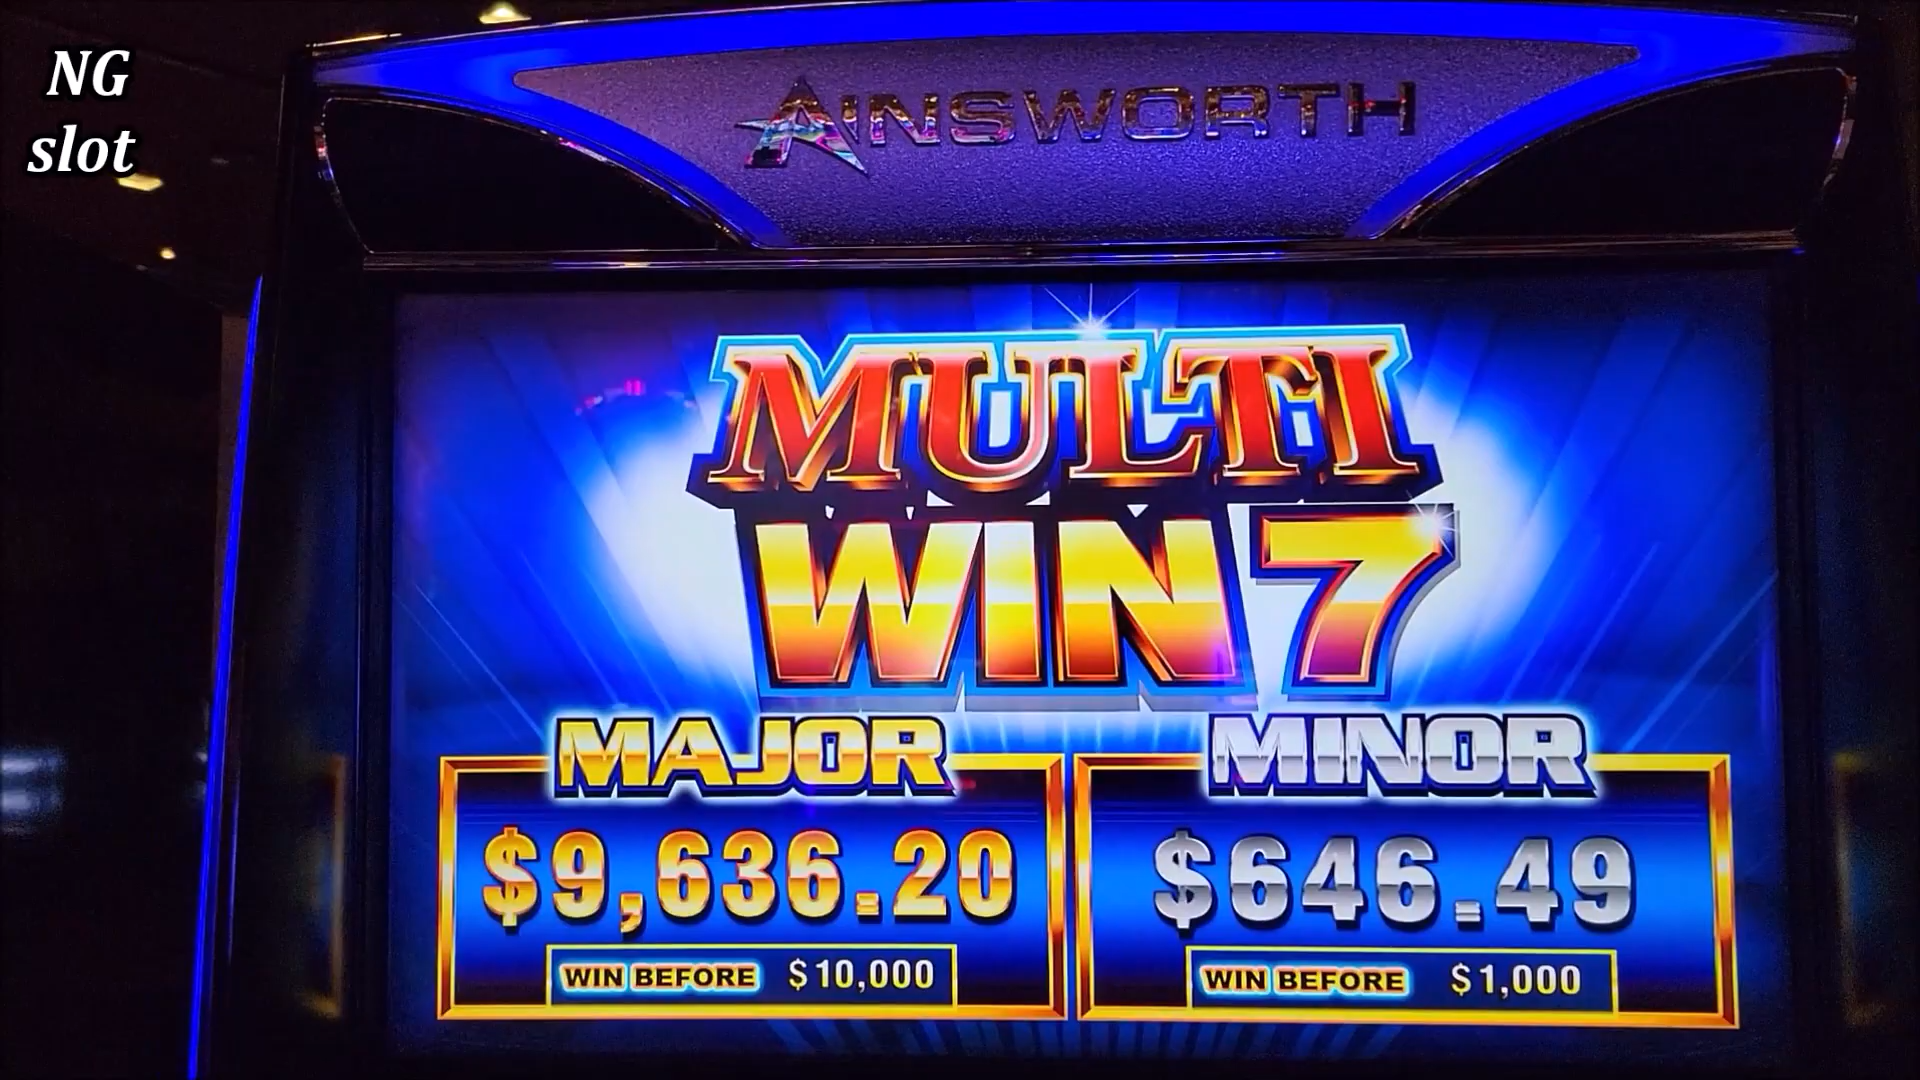 NG
slot
AINSWORTH
MULTI
WIN 7
MAJOR
MINOR
$9,636.20
$646.49
WIN BEFORE $10,000
WIN BEFORE $1,000